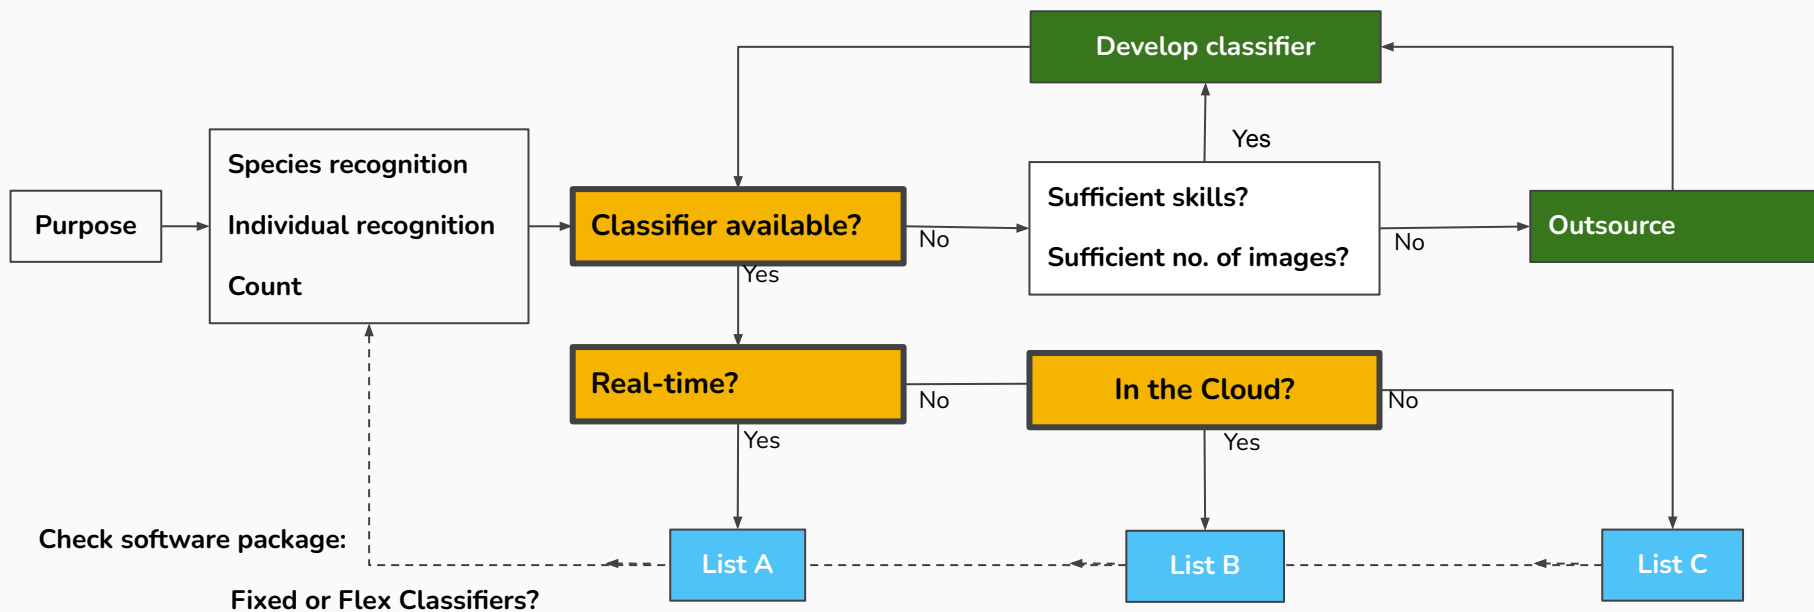 Develop classifier
Yes
Species recognition
Individual recognition
Count
Purpose
Classifier available?
No
Yes
Sufficient skills?
Sufficient no. of images?
No
Outsource
Real-time?
No
Yes
In the Cloud?
No
Yes
Check software package:
Fixed or Flex Classifiers?
List A
List B
List C